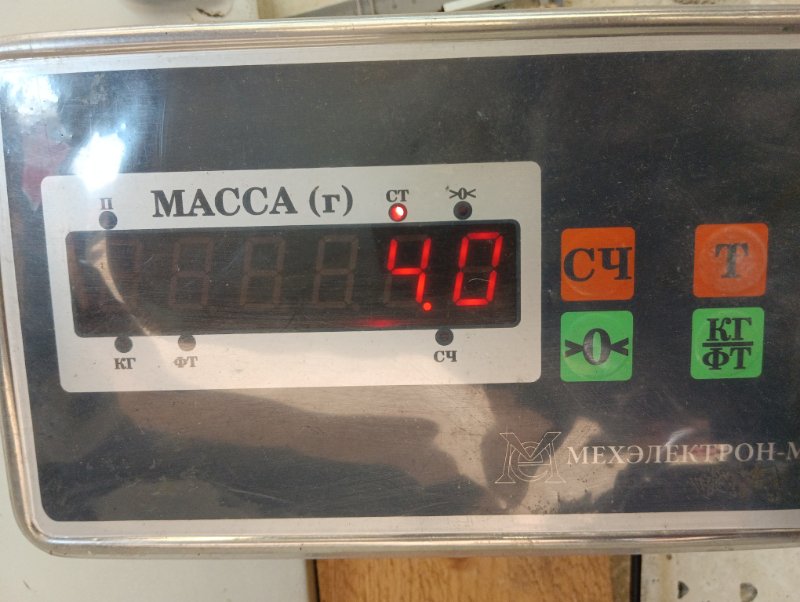 П МАССА (г) СТ >0<
4.0
КГ ФТ СЧ
СЧ Т
>0< КГ
ФТ
МЕХЭЛЕКТРОН-М